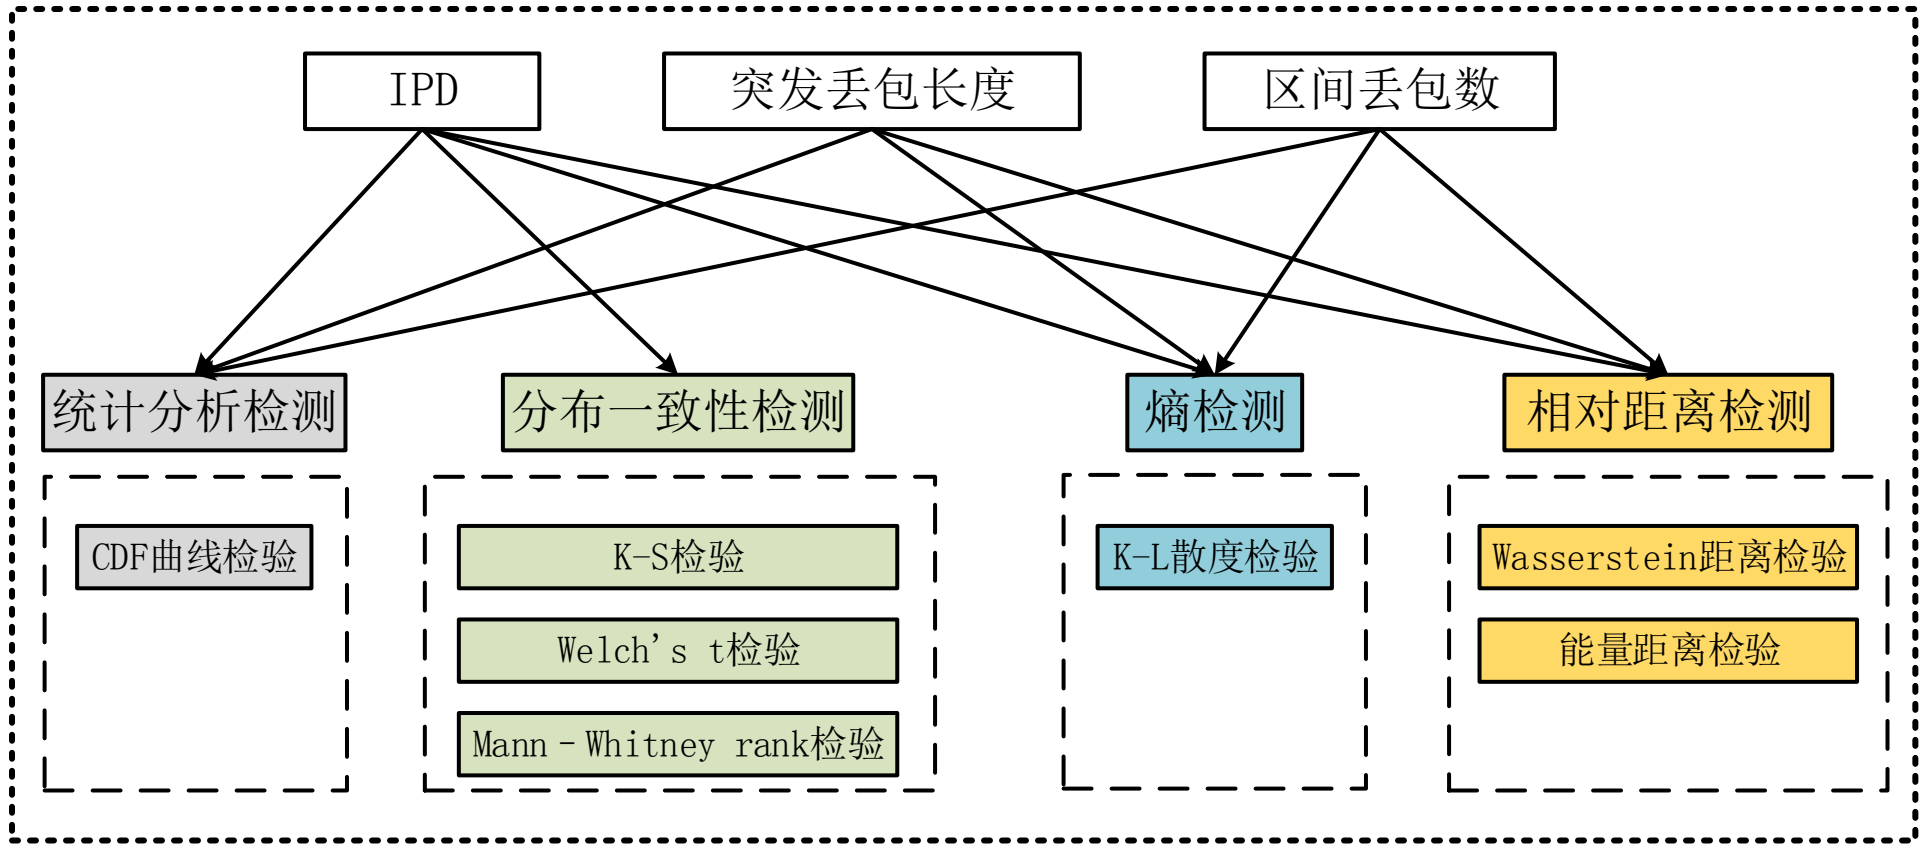 IPD
突发丢包长度
区间丢包数
统计分析检测
分布一致性检测
熵检测
相对距离检测
CDF曲线检验
K-S检验
Welch's t检验
Mann‐Whitney rank检验
K-L散度检验
Wasserstein距离检验
能量距离检验